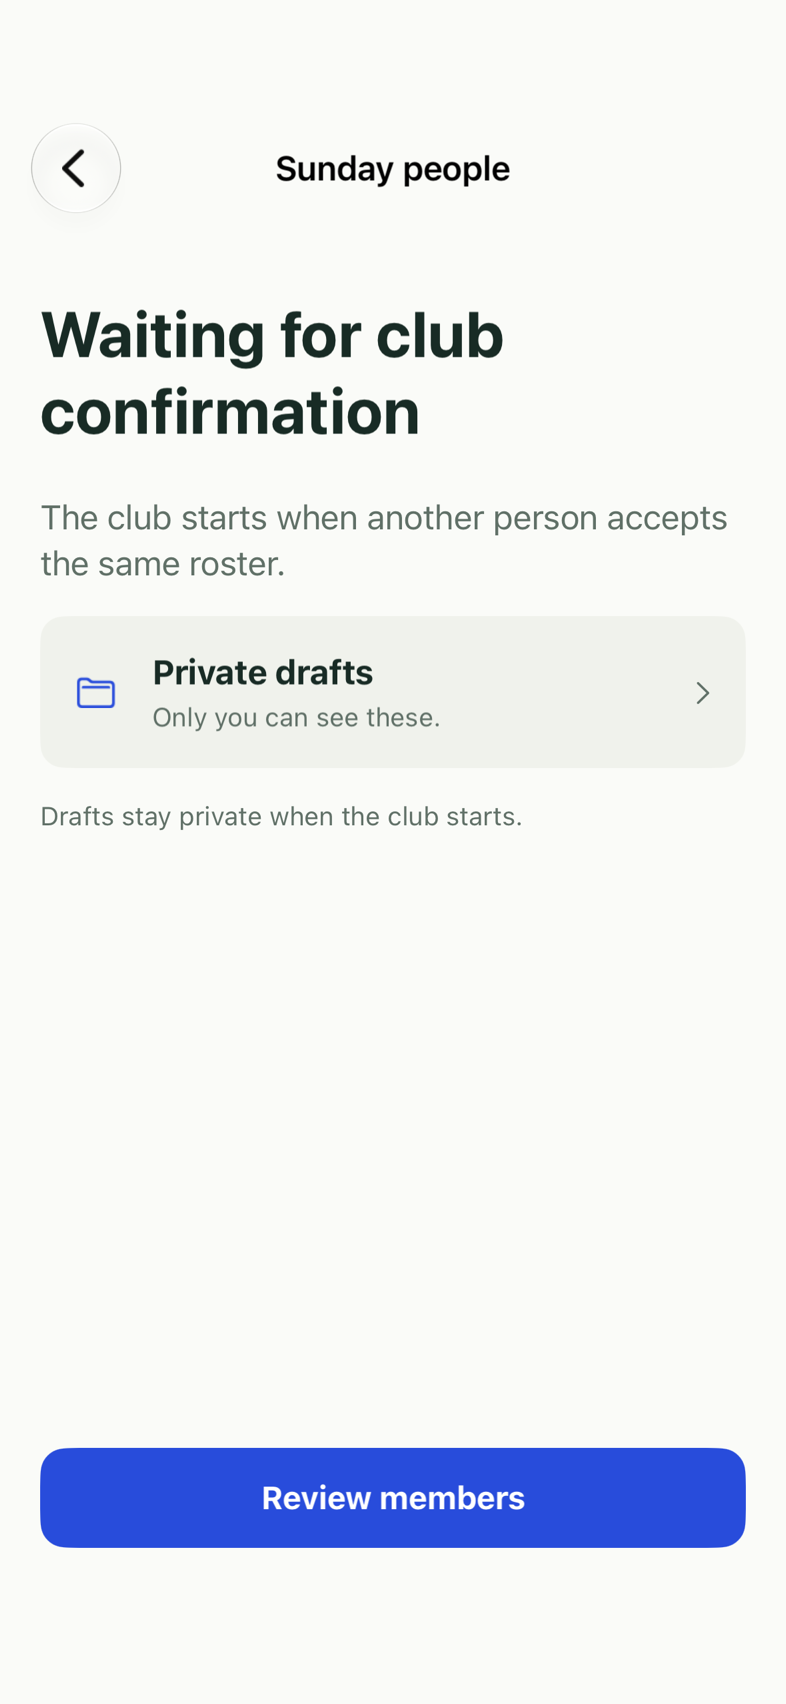 Sunday people
Waiting for club
confirmation
The club starts when another person accepts
the same roster.
Private drafts
Only you can see these.
Drafts stay private when the club starts.
Review members